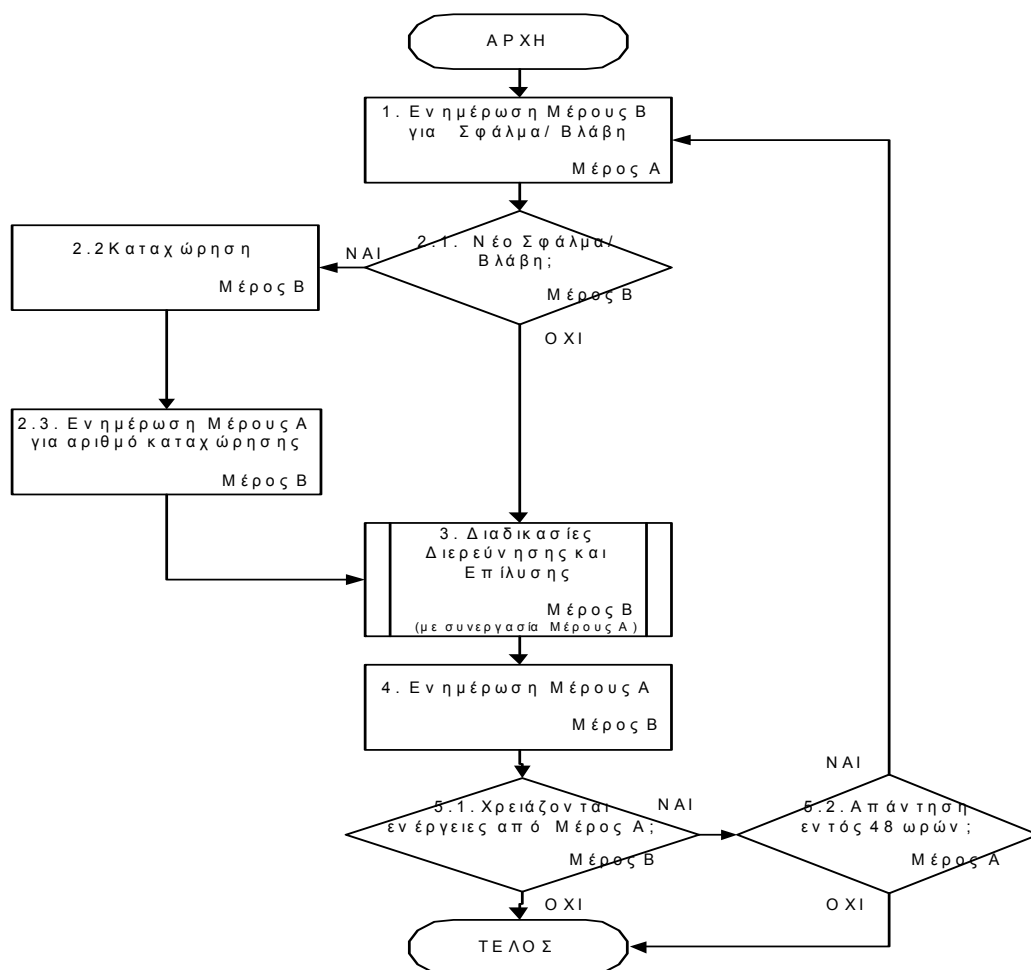 ΑΡΧΗ
1. Ενημέρωση Μέρους Β
για Σφάλμα/ Βλάβη
Μέρος Α
2.1. Νέο Σφάλμα/
Βλάβη;
Μέρος Β
ΝΑΙ
ΟΧΙ
2.2Καταχώρηση
Μέρος Β
2.3. Ενημέρωση Μέρους Α
για αριθμό καταχώρησης
Μέρος Β
3. Διαδικασίες
Διερεύνησης και
Επίλυσης
Μέρος Β
(με συνεργασία Μέρους Α)
4. Ενημέρωση Μέρους Α
Μέρος Β
5.1.Χρειάζονται
ενέργειες από Μέρος Α;
Μέρος Β
ΝΑΙ
ΟΧΙ
ΝΑΙ
5.2.Απάντηση
εντός 48 ωρών;
Μέρος Α
ΟΧΙ
ΤΕΛΟΣ